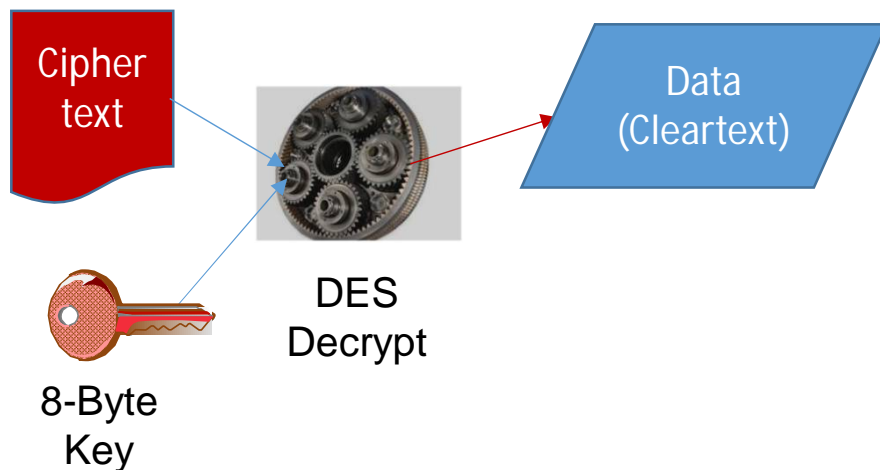 Cipher
text
Data
(Cleartext)
DES
Decrypt
8-Byte
Key